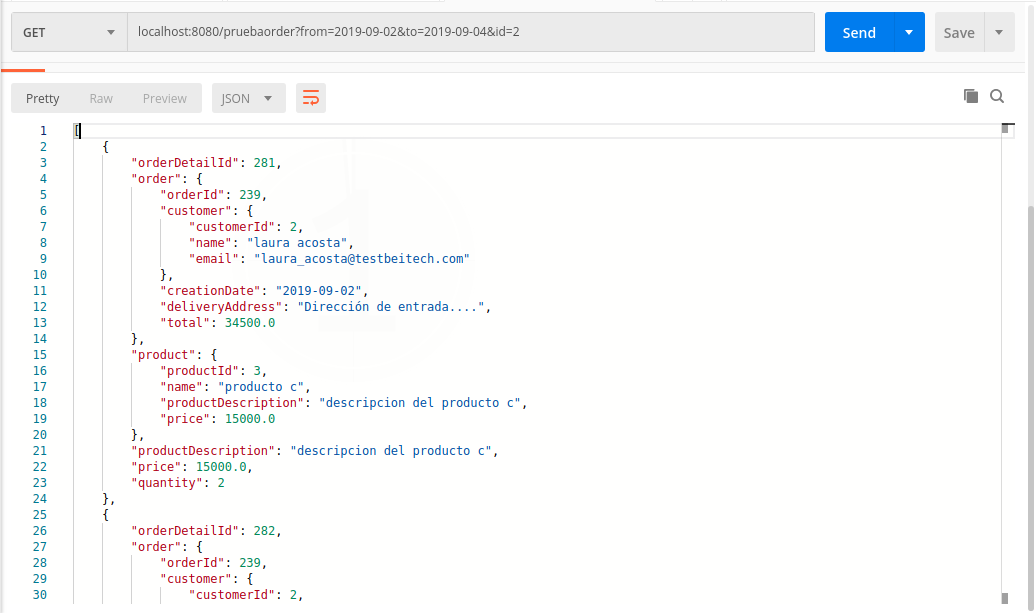 GET localhost:8080/pruebaorder?from=2019-09-02&to=2019-09-04&id=2 Send Save
Pretty Raw Preview JSON
1 [
2 {
3 "orderDetailId": 281,
4 "order": {
5 "orderId": 239,
6 "customer": {
7 "customerId": 2,
8 "name": "laura acosta",
9 "email": "laura_acosta@testbeitech.com"
10 },
11 "creationDate": "2019-09-02",
12 "deliveryAddress": "Dirección de entrada....",
13 "total": 34500.0
14 },
15 "product": {
16 "productId": 3,
17 "name": "producto c",
18 "productDescription": "descripcion del producto c",
19 "price": 15000.0
20 },
21 "productDescription": "descripcion del producto c",
22 "price": 15000.0,
23 "quantity": 2
24 },
25 {
26 "orderDetailId": 282,
27 "order": {
28 "orderId": 239,
29 "customer": {
30 "customerId": 2,